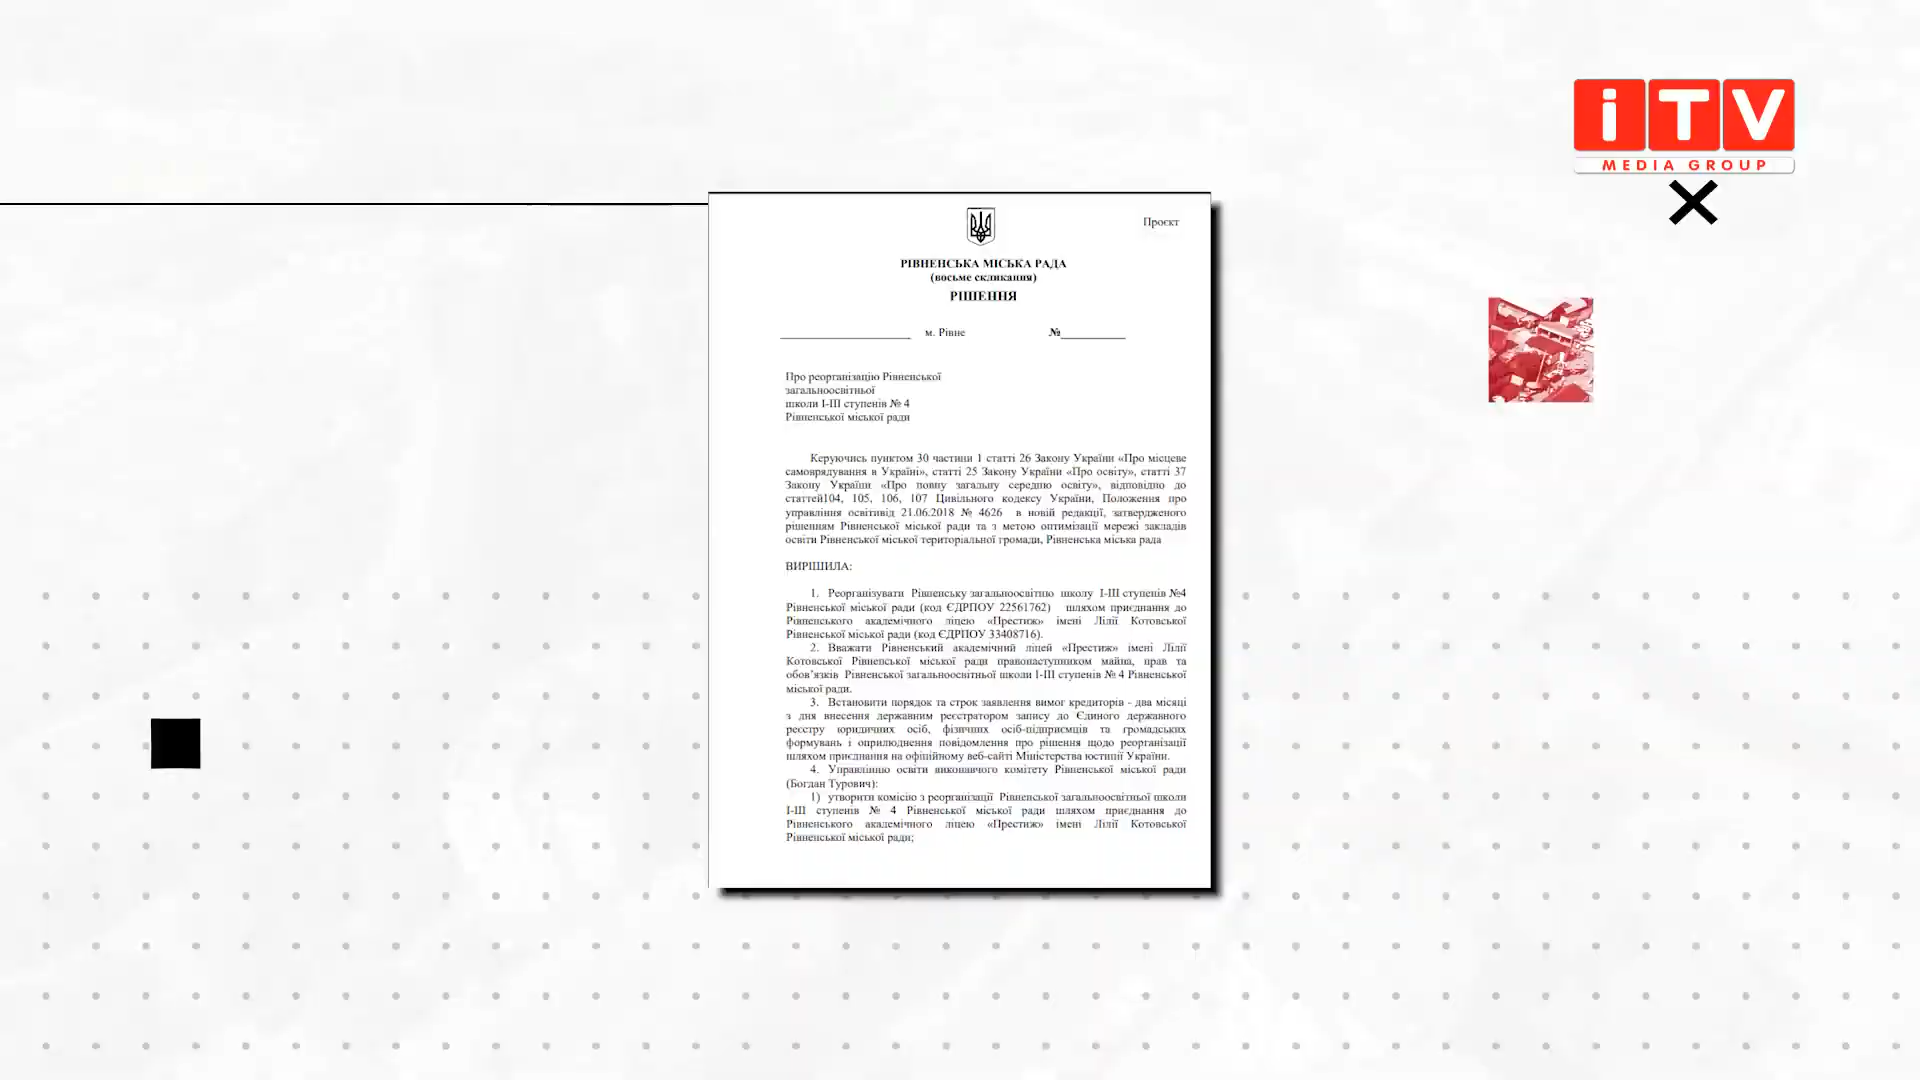 iTV
MEDIA GROUP
Проєкт
РІВНЕНСЬКА МІСЬКА РАДА
(восьме скликання)
РІШЕННЯ
м. Рівне №
Про реорганізацію Рівненської
загальноосвітньої
школи І-ІІІ ступенів № 4
Рівненської міської ради
Керуючись пунктом 30 частини 1 статті 26 Закону України «Про місцеве
самоврядування в Україні», статті 25 Закону України «Про освіту», статті 37
Закону України «Про повну загальну середню освіту», відповідно до
статтей104, 105, 106, 107 Цивільного кодексу України, Положення про
управління освітивід 21.06.2018 № 4626 в новій редакції, затвердженого
рішенням Рівненської міської ради та з метою оптимізації мережі закладів
освіти Рівненської міської територіальної громади, Рівненська міська рада
ВИРІШИЛА:
1. Реорганізувати Рівненську загальноосвітню школу І-ІІІ ступенів №4
Рівненської міської ради (код ЄДРПОУ 22561762) шляхом приєднання до
Рівненського академічного ліцею «Престиж» імені Лілії Котовської
Рівненської міської ради (код ЄДРПОУ 33408716).
2. Вважати Рівненський академічний ліцей «Престиж» імені Лілії
Котовської Рівненської міської ради правонаступником майна, прав та
обов’язків Рівненської загальноосвітньої школи І-ІІІ ступенів № 4 Рівненської
міської ради.
3. Встановити порядок та строк заявлення вимог кредиторів - два місяці
з дня внесення державним реєстратором запису до Єдиного державного
реєстру юридичних осіб, фізичних осіб-підприємців та громадських
формувань і оприлюднення повідомлення про рішення щодо реорганізації
шляхом приєднання на офіційному веб-сайті Міністерства юстиції України.
4. Управлінню освіти виконавчого комітету Рівненської міської ради
(Богдан Турович):
1) утворити комісію з реорганізації Рівненської загальноосвітньої школи
І-ІІІ ступенів № 4 Рівненської міської ради шляхом приєднання до
Рівненського академічного ліцею «Престиж» імені Лілії Котовської
Рівненської міської ради;